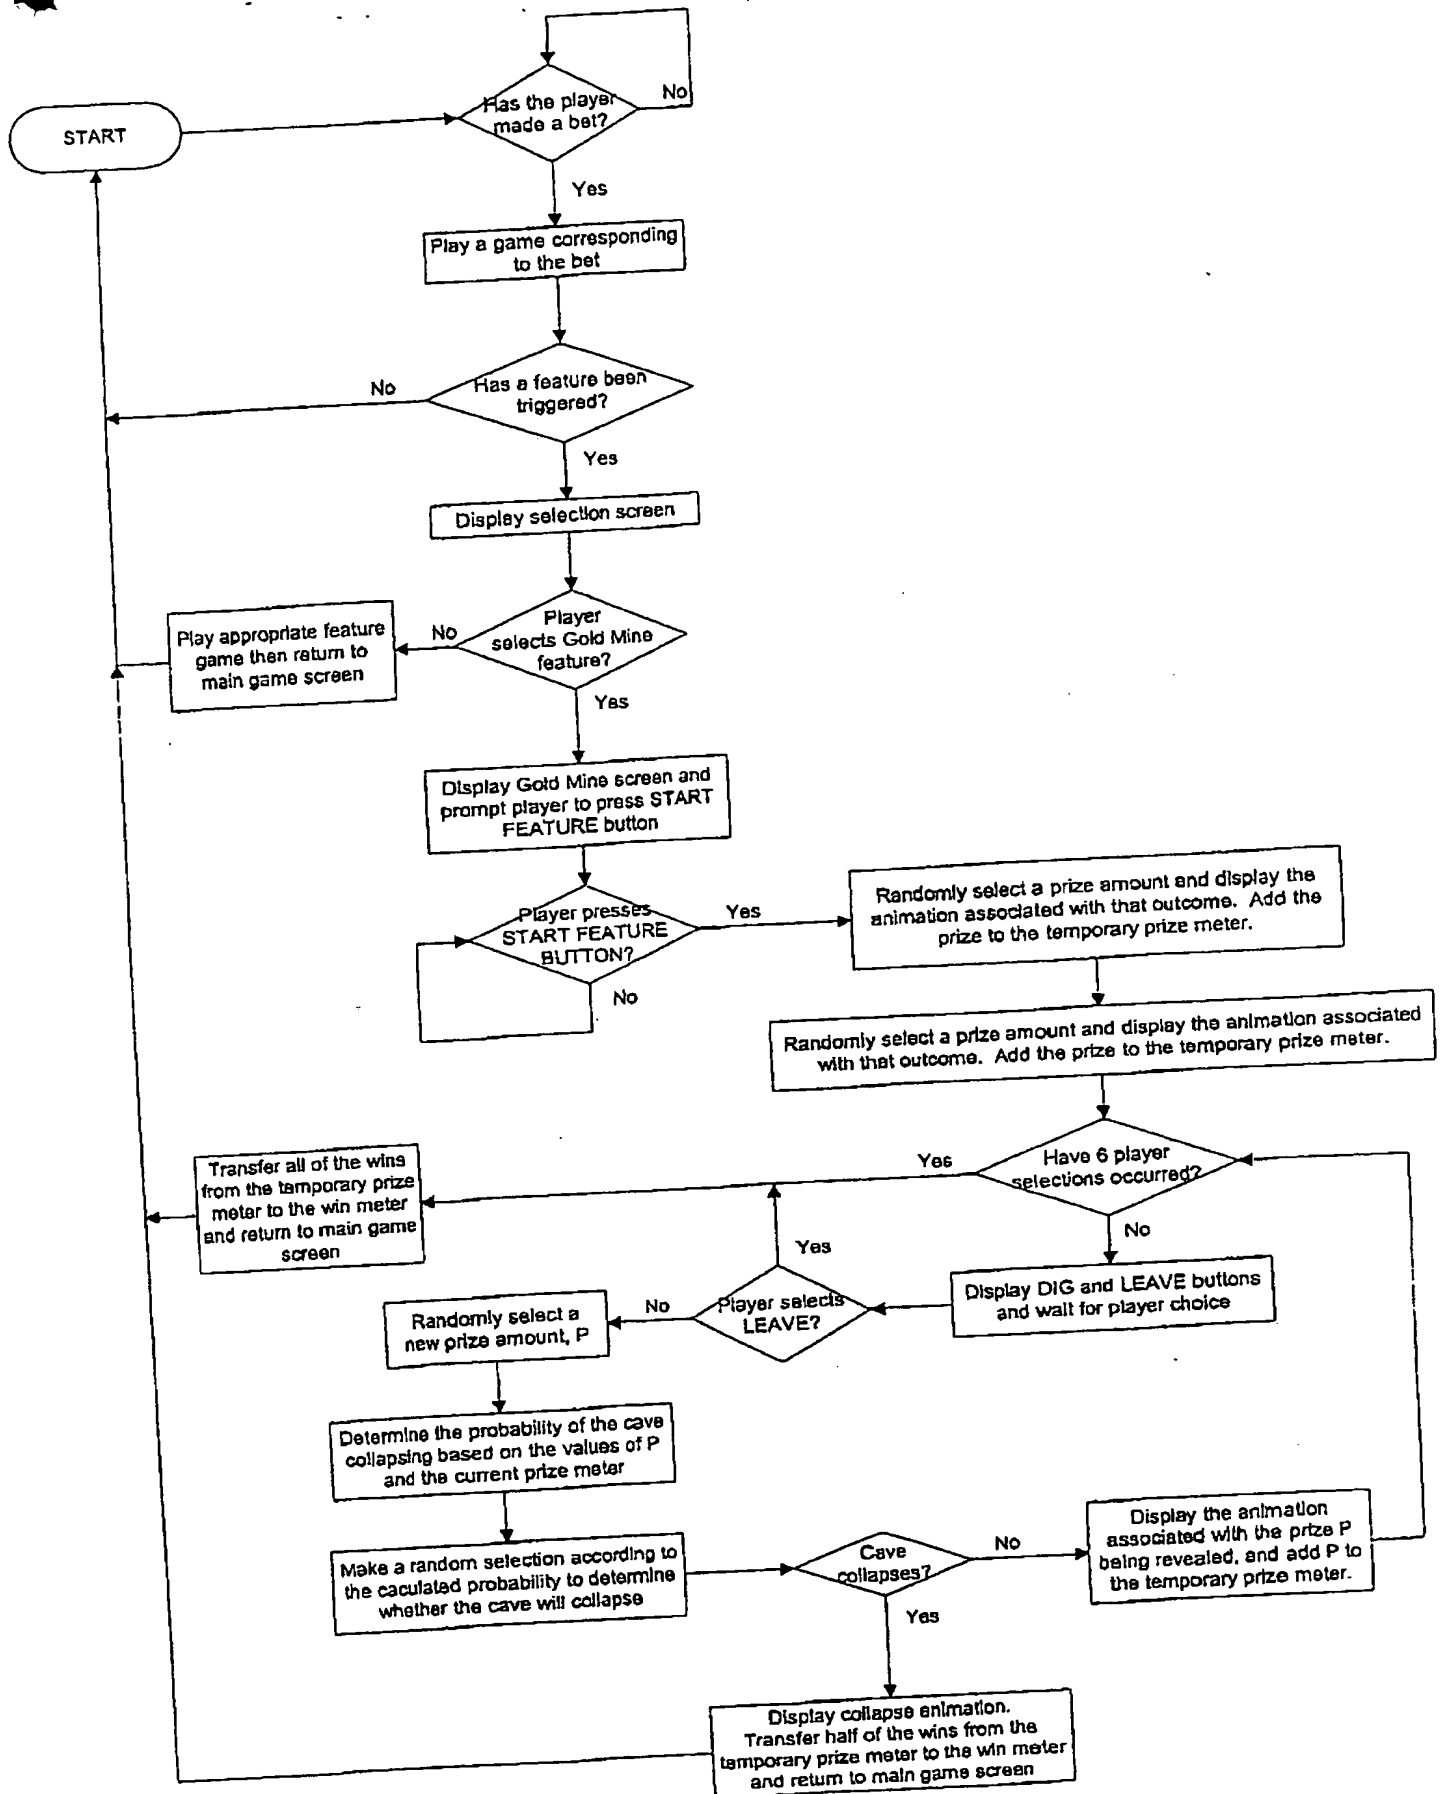 No
Has the player
made a bet?
START
Yes
Play a game corresponding
to the bet
No
Has a feature been
triggered?
Yes
Display selection screen
Player
selects Gold Mine
feature?
No
Play appropriate feature
game then return to
main game screen
Yes
Display Gold Mine screen and
prompt player to press START
FEATURE button
Player presses
START FEATURE
BUTTON?
Yes
No
Randomly select a prize amount and display the
animation associated with that outcome. Add the
prize to the temporary prize meter.
Randomly select a prize amount and display the animation associated
with that outcome. Add the prize to the temporary prize meter.
Have 6 player
selections occurred?
Yes
No
Transfer all of the wins
from the temporary prize
meter to the win meter
and return to main game
screen
Yes
Display DIG and LEAVE buttons
and wait for player choice
Player selects
LEAVE?
No
Randomly select a
new prize amount, P
Determine the probability of the cave
collapsing based on the values of P
and the current prize meter
Make a random selection according to
the caculated probability to determine
whether the cave will collapse
Cave
collapses?
No
Display the animation
associated with the prize P
being revealed, and add P to
the temporary prize meter.
Yes
Display collapse animation.
Transfer half of the wins from the
temporary prize meter to the win meter
and return to main game screen